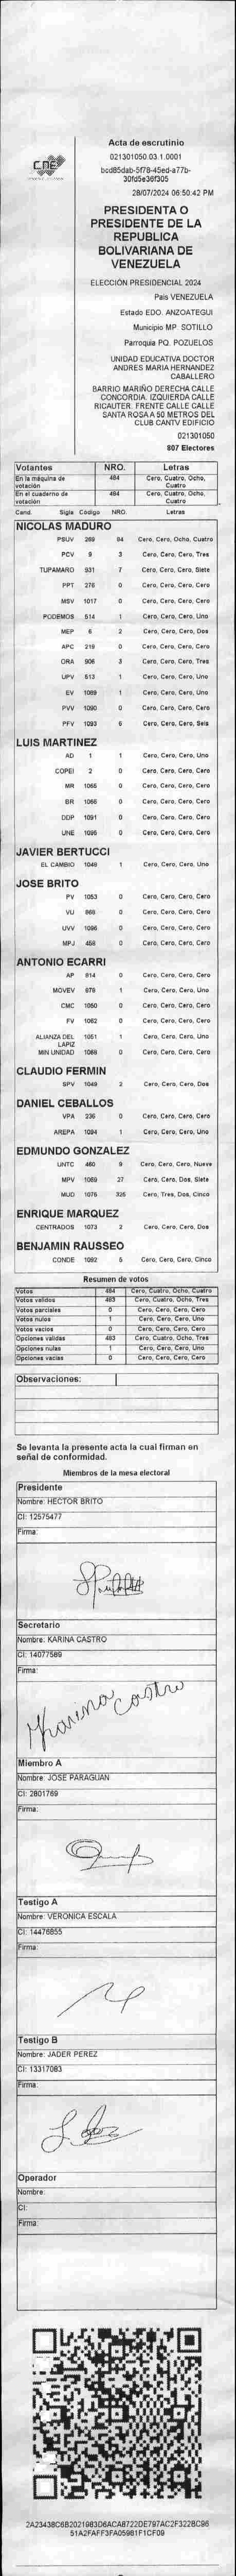 CNE
Acta de escrutinio
021301050.03.1.0001
bcd85dab-5f78-45ed-a77b-
30fd5e36f305
28/07/2024 06:50:42 PM
PRESIDENTA O
PRESIDENTE DE LA
REPUBLICA
BOLIVARIANA DE
VENEZUELA
ELECCIÓN PRESIDENCIAL 2024
País VENEZUELA
Estado EDO. ANZOATEGUI
Municipio MP. SOTILLO
Parroquia PQ. POZUELOS
UNIDAD EDUCATIVA DOCTOR
ANDRES MARIA HERNANDEZ
CABALLERO
BARRIO MARIÑO DERECHA CALLE
CONCORDIA. IZQUIERDA CALLE
RICAUTER. FRENTE CALLE CALLE
SANTA ROSA A 50 METROS DEL
CLUB CANTV EDIFICIO
021301050
807 Electores
Votantes NRO. Letras
En la máquina de votación 484 Cero, Cuatro, Ocho, Cuatro
En el cuaderno de votación 484 Cero, Cuatro, Ocho, Cuatro
Cand. Sigla Código NRO. Letras
NICOLAS MADURO
PSUV 269 94 Cero, Cero, Ocho, Cuatro
PCV 9 3 Cero, Cero, Cero, Tres
TUPAMARO 931 7 Cero, Cero, Cero, Siete
PPT 276 0 Cero, Cero, Cero, Cero
MSV 1017 0 Cero, Cero, Cero, Cero
PODEMOS 514 1 Cero, Cero, Cero, Uno
MEP 6 2 Cero, Cero, Cero, Dos
APC 219 0 Cero, Cero, Cero, Cero
ORA 906 3 Cero, Cero, Cero, Tres
UPV 613 1 Cero, Cero, Cero, Uno
EV 1089 1 Cero, Cero, Cero, Uno
PVV 1090 0 Cero, Cero, Cero, Cero
PFV 1093 6 Cero, Cero, Cero, Seis
LUIS MARTINEZ
AD 1 1 Cero, Cero, Cero, Uno
COPEI 2 0 Cero, Cero, Cero, Cero
MR 1055 0 Cero, Cero, Cero, Cero
BR 1066 0 Cero, Cero, Cero, Cero
DDP 1091 0 Cero, Cero, Cero, Cero
UNE 1095 0 Cero, Cero, Cero, Cero
JAVIER BERTUCCI
EL CAMBIO 1048 1 Cero, Cero, Cero, Uno
JOSE BRITO
PV 1053 0 Cero, Cero, Cero, Cero
VU 868 0 Cero, Cero, Cero, Cero
UVV 1096 0 Cero, Cero, Cero, Cero
MPJ 458 0 Cero, Cero, Cero, Cero
ANTONIO ECARRI
AP 814 0 Cero, Cero, Cero, Cero
MOVEV 878 1 Cero, Cero, Cero, Uno
CMC 1050 0 Cero, Cero, Cero, Cero
FV 1062 0 Cero, Cero, Cero, Cero
ALIANZA DEL LAPIZ 1051 1 Cero, Cero, Cero, Uno
MIN UNIDAD 1088 0 Cero, Cero, Cero, Cero
CLAUDIO FERMIN
SPV 1049 2 Cero, Cero, Cero, Dos
DANIEL CEBALLOS
VPA 236 0 Cero, Cero, Cero, Cero
AREPA 1094 1 Cero, Cero, Cero, Uno
EDMUNDO GONZALEZ
UNTC 460 9 Cero, Cero, Cero, Nueve
MPV 1069 27 Cero, Cero, Dos, Siete
MUD 1076 325 Cero, Tres, Dos, Cinco
ENRIQUE MARQUEZ
CENTRADOS 1073 2 Cero, Cero, Cero, Dos
BENJAMIN RAUSSEO
CONDE 1092 5 Cero, Cero, Cero, Cinco
Resumen de votos
Votos 484 Cero, Cuatro, Ocho, Cuatro
Votos validos 483 Cero, Cuatro, Ocho, Tres
Votos parciales 0 Cero, Cero, Cero, Cero
Votos nulos 1 Cero, Cero, Cero, Uno
Votos vacios 0 Cero, Cero, Cero, Cero
Opciones validas 483 Cero, Cuatro, Ocho, Tres
Opciones nulas 1 Cero, Cero, Cero, Uno
Opciones vacias 0 Cero, Cero, Cero, Cero
Observaciones:
Se levanta la presente acta la cual firman en
señal de conformidad.
Miembros de la mesa electoral
Presidente
Nombre: HECTOR BRITO
CI: 12575477
Firma:
Secretario
Nombre: KARINA CASTRO
CI: 14077589
Firma:
Karina Castro
Miembro A
Nombre: JOSE PARAGUAN
CI: 2801769
Firma:
Testigo A
Nombre: VERONICA ESCALA
CI: 14476855
Firma:
Testigo B
Nombre: JADER PEREZ
CI: 13317083
Firma:
Operador
Nombre:
CI:
Firma:
2A23438C6B2021983D6ACA8722DE797AC2F322BC96
51A2FAFF3FA05981F1CF09